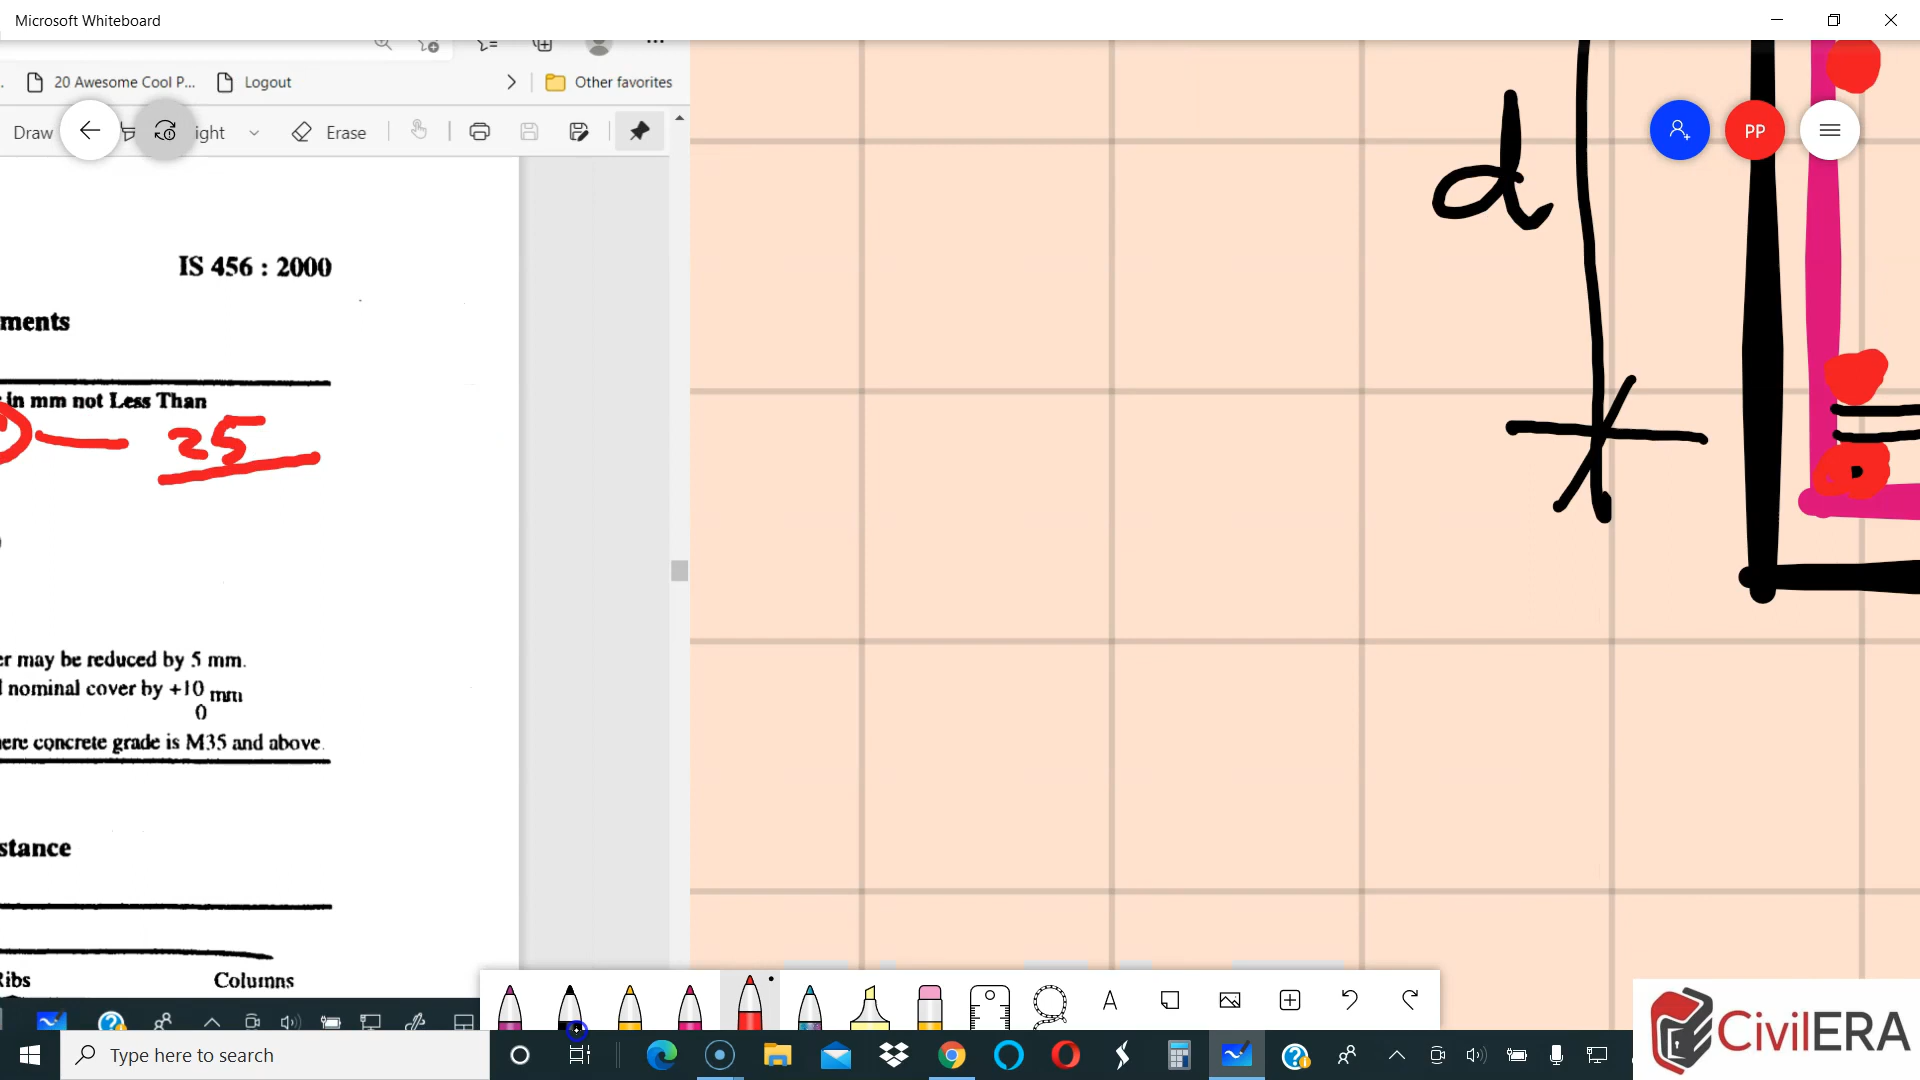 Microsoft Whiteboard
20 Awesome Cool P...
Logout
Other favorites
Draw
ight
Erase
IS 456 : 2000
ments
in mm not Less Than
25
d
PP
er may be reduced by 5 mm.
nominal cover by +10 mm
0
ere concrete grade is M35 and above.
stance
Ribs
Columns
A
Type here to search
CivilERA